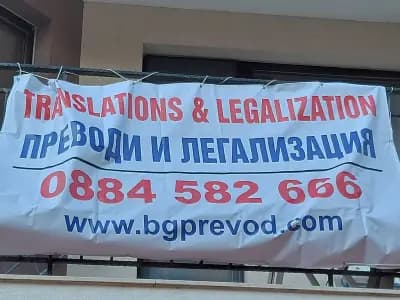 TRANSLATIONS & LEGALIZATION
ПРЕВОДИ И ЛЕГАЛИЗАЦИЯ
0884 582 666
www.bgprevod.com